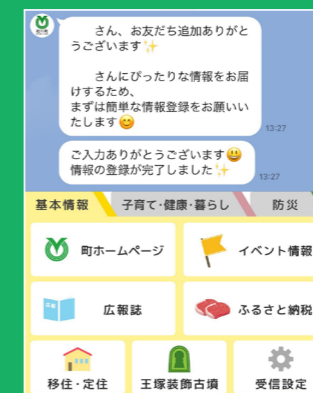 さん、お友だち追加ありがと
うございます✨
さんにぴったりな情報をお届
けするため、
まずは簡単な情報登録をお願いい
たします😊
13:27
ご入力ありがとうございます😃
情報の登録が完了しました✨
13:27
基本情報 子育て・健康・暮らし 防災
町ホームページ イベント情報
広報誌 ふるさと納税
移住・定住 王塚装飾古墳 受信設定